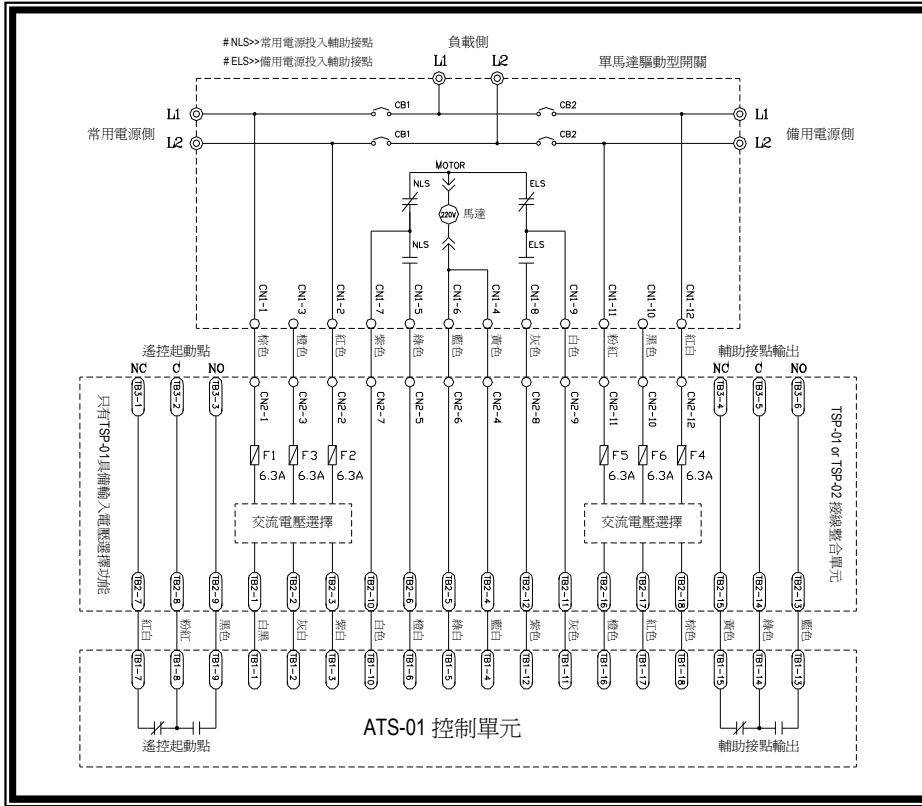 # NLS>>常用電源投入輔助接點
# ELS>>備用電源投入輔助接點
負載側
單馬達驅動型開關
L1 L2
L1 CB1 CB2 L1
常用電源側 備用電源側
L2 CB1 CB2 L2
MOTOR
NLS ELS
220V 馬達
NLS ELS
CN1-1 CN1-3 CN1-2 CN1-7 CN1-5 CN1-6 CN1-4 CN1-8 CN1-9 CN1-11 CN1-10 CN1-12
棕色 橙色 紅色 紫色 綠色 藍色 黃色 灰色 白色 粉紅 黑色 紅白
遙控起動點 輔助接點輸出
NC C NO NC C NO
TB3-1 TB3-2 TB3-3 TB3-4 TB3-5 TB3-6
CN2-1 CN2-3 CN2-2 CN2-7 CN2-5 CN2-6 CN2-4 CN2-8 CN2-9 CN2-11 CN2-10 CN2-12
只有TSP-01具備輸入電壓選擇功能
TSP-01 or TSP-02 接線整合單元
F1 F3 F2 F5 F6 F4
6.3A 6.3A 6.3A 6.3A 6.3A 6.3A
交流電壓選擇 交流電壓選擇
TB2-7 TB2-8 TB2-9 TB2-1 TB2-2 TB2-3 TB2-10 TB2-6 TB2-5 TB2-4 TB2-12 TB2-11 TB2-16 TB2-17 TB2-18 TB2-15 TB2-14 TB2-13
紅白 粉紅 黑色 白黑 灰白 紫白 白色 橙白 綠白 藍白 紫色 灰色 橙色 紅色 棕色 黃色 綠色 藍色
TB1-7 TB1-8 TB1-9 TB1-1 TB1-2 TB1-3 TB1-10 TB1-6 TB1-5 TB1-4 TB1-12 TB1-11 TB1-16 TB1-17 TB1-18 TB1-15 TB1-14 TB1-13
ATS-01 控制單元
遙控起動點 輔助接點輸出